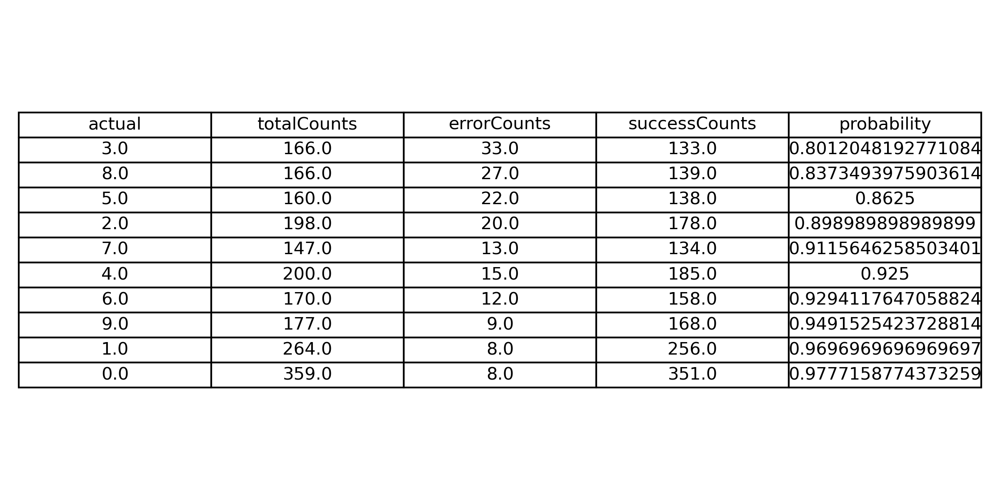 actual totalCounts errorCounts successCounts probability
3.0 166.0 33.0 133.0 0.8012048192771084
8.0 166.0 27.0 139.0 0.8373493975903614
5.0 160.0 22.0 138.0 0.8625
2.0 198.0 20.0 178.0 0.898989898989899
7.0 147.0 13.0 134.0 0.9115646258503401
4.0 200.0 15.0 185.0 0.925
6.0 170.0 12.0 158.0 0.9294117647058824
9.0 177.0 9.0 168.0 0.9491525423728814
1.0 264.0 8.0 256.0 0.9696969696969697
0.0 359.0 8.0 351.0 0.9777158774373259